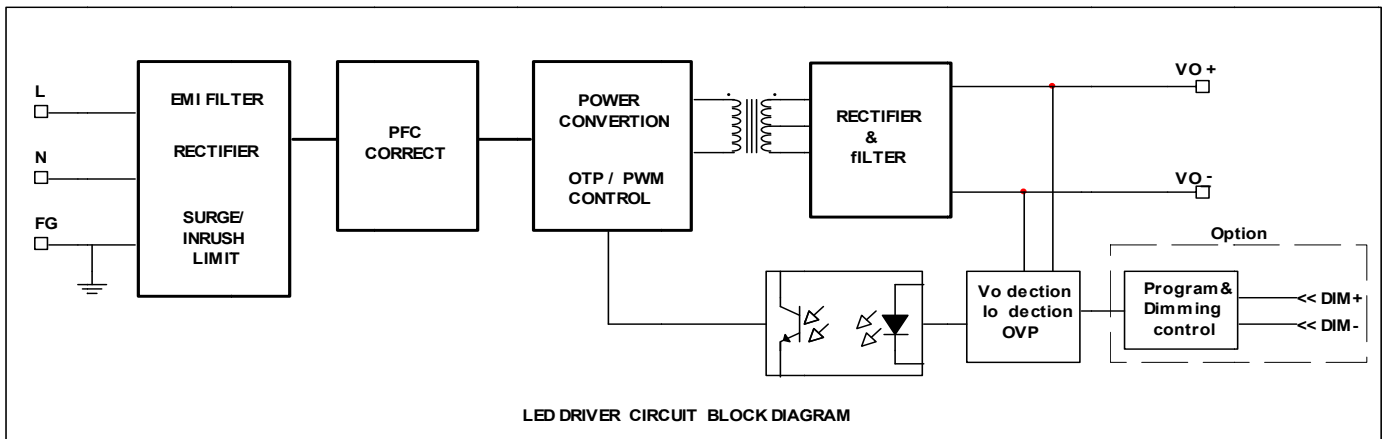 L
N
FG
EMI FILTER
RECTIFIER
SURGE/
INRUSH
LIMIT
PFC
CORRECT
POWER
CONVERTION
OTP / PWM
CONTROL
RECTIFIER
&
fILTER
VO +
VO -
Option
Vo dection
Io dection
OVP
Program&
Dimming
control
<< DIM+
<< DIM-
LED DRIVER CIRCUIT BLOCK DIAGRAM